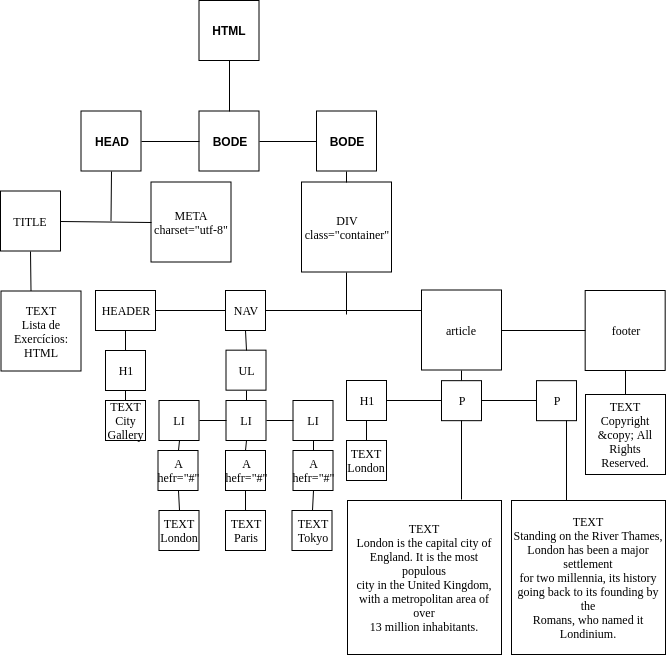 HTML
HEAD
BODE
BODE
TITLE
META
charset="utf-8"
DIV
class="container"
TEXT
Lista de
Exercícios:
HTML
HEADER
NAV
article
footer
H1
UL
TEXT
City
Gallery
LI
LI
LI
H1
P
P
TEXT
Copyright
&copy; All
Rights
Reserved.
A
hefr="#"
A
hefr="#"
A
hefr="#"
TEXT
London
TEXT
London
TEXT
Paris
TEXT
Tokyo
TEXT
London is the capital city of
England. It is the most
populous
city in the United Kingdom,
with a metropolitan area of
over
13 million inhabitants.
TEXT
Standing on the River Thames,
London has been a major
settlement
for two millennia, its history
going back to its founding by
the
Romans, who named it
Londinium.